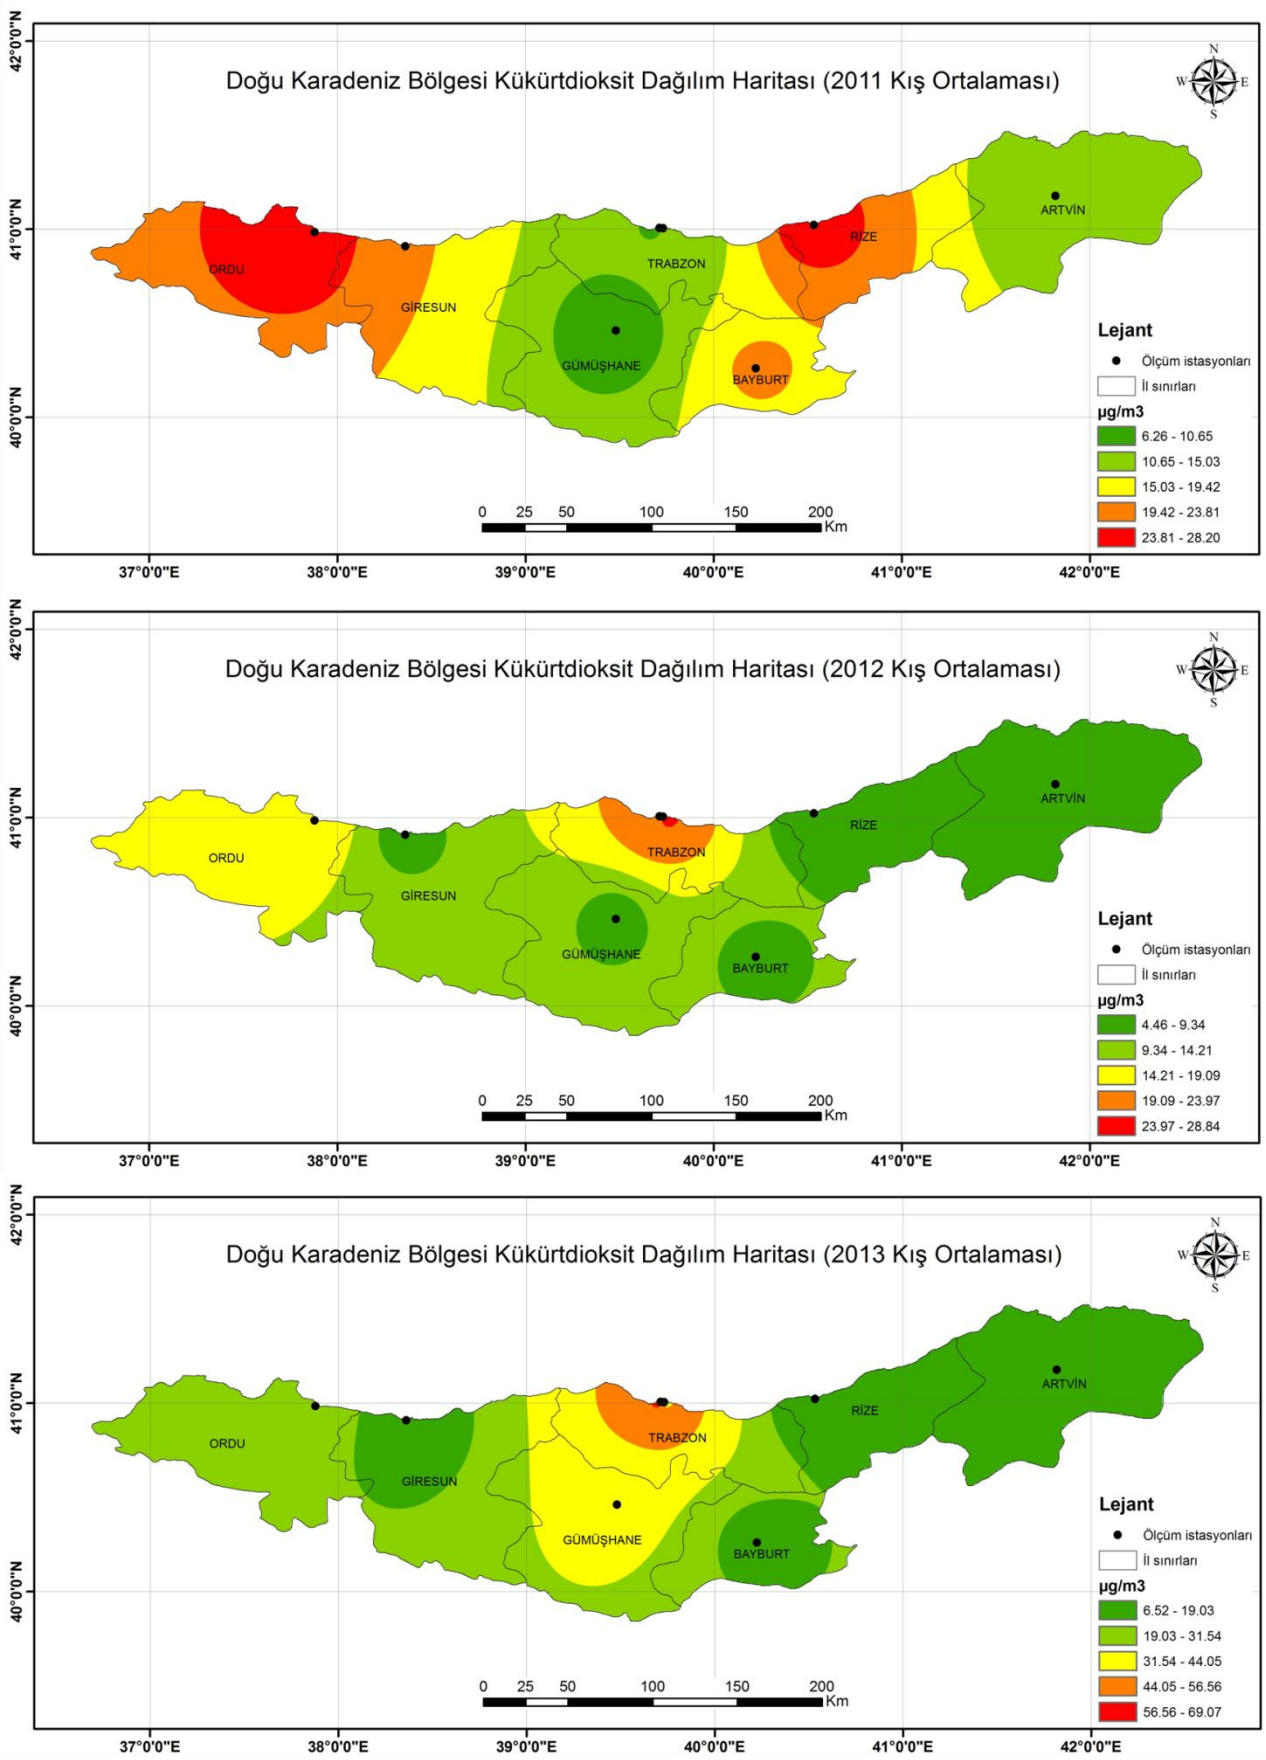 Doğu Karadeniz Bölgesi Kükürtdioksit Dağılım Haritası (2011 Kış Ortalaması)
N
W E
S
42°0'0"N
41°0'0"N
40°0'0"N
ORDU
GİRESUN
TRABZON
GÜMÜŞHANE
BAYBURT
RİZE
ARTVİN
Lejant
Ölçüm istasyonları
İl sınırları
µg/m3
6.26 - 10.65
10.65 - 15.03
15.03 - 19.42
19.42 - 23.81
23.81 - 28.20
0 25 50 100 150 200
Km
37°0'0"E 38°0'0"E 39°0'0"E 40°0'0"E 41°0'0"E 42°0'0"E
Doğu Karadeniz Bölgesi Kükürtdioksit Dağılım Haritası (2012 Kış Ortalaması)
N
W E
S
42°0'0"N
41°0'0"N
40°0'0"N
ORDU
GİRESUN
TRABZON
GÜMÜŞHANE
BAYBURT
RİZE
ARTVİN
Lejant
Ölçüm istasyonları
İl sınırları
µg/m3
4.46 - 9.34
9.34 - 14.21
14.21 - 19.09
19.09 - 23.97
23.97 - 28.84
0 25 50 100 150 200
Km
37°0'0"E 38°0'0"E 39°0'0"E 40°0'0"E 41°0'0"E 42°0'0"E
Doğu Karadeniz Bölgesi Kükürtdioksit Dağılım Haritası (2013 Kış Ortalaması)
N
W E
S
42°0'0"N
41°0'0"N
40°0'0"N
ORDU
GİRESUN
TRABZON
GÜMÜŞHANE
BAYBURT
RİZE
ARTVİN
Lejant
Ölçüm istasyonları
İl sınırları
µg/m3
6.52 - 19.03
19.03 - 31.54
31.54 - 44.05
44.05 - 56.56
56.56 - 69.07
0 25 50 100 150 200
Km
37°0'0"E 38°0'0"E 39°0'0"E 40°0'0"E 41°0'0"E 42°0'0"E